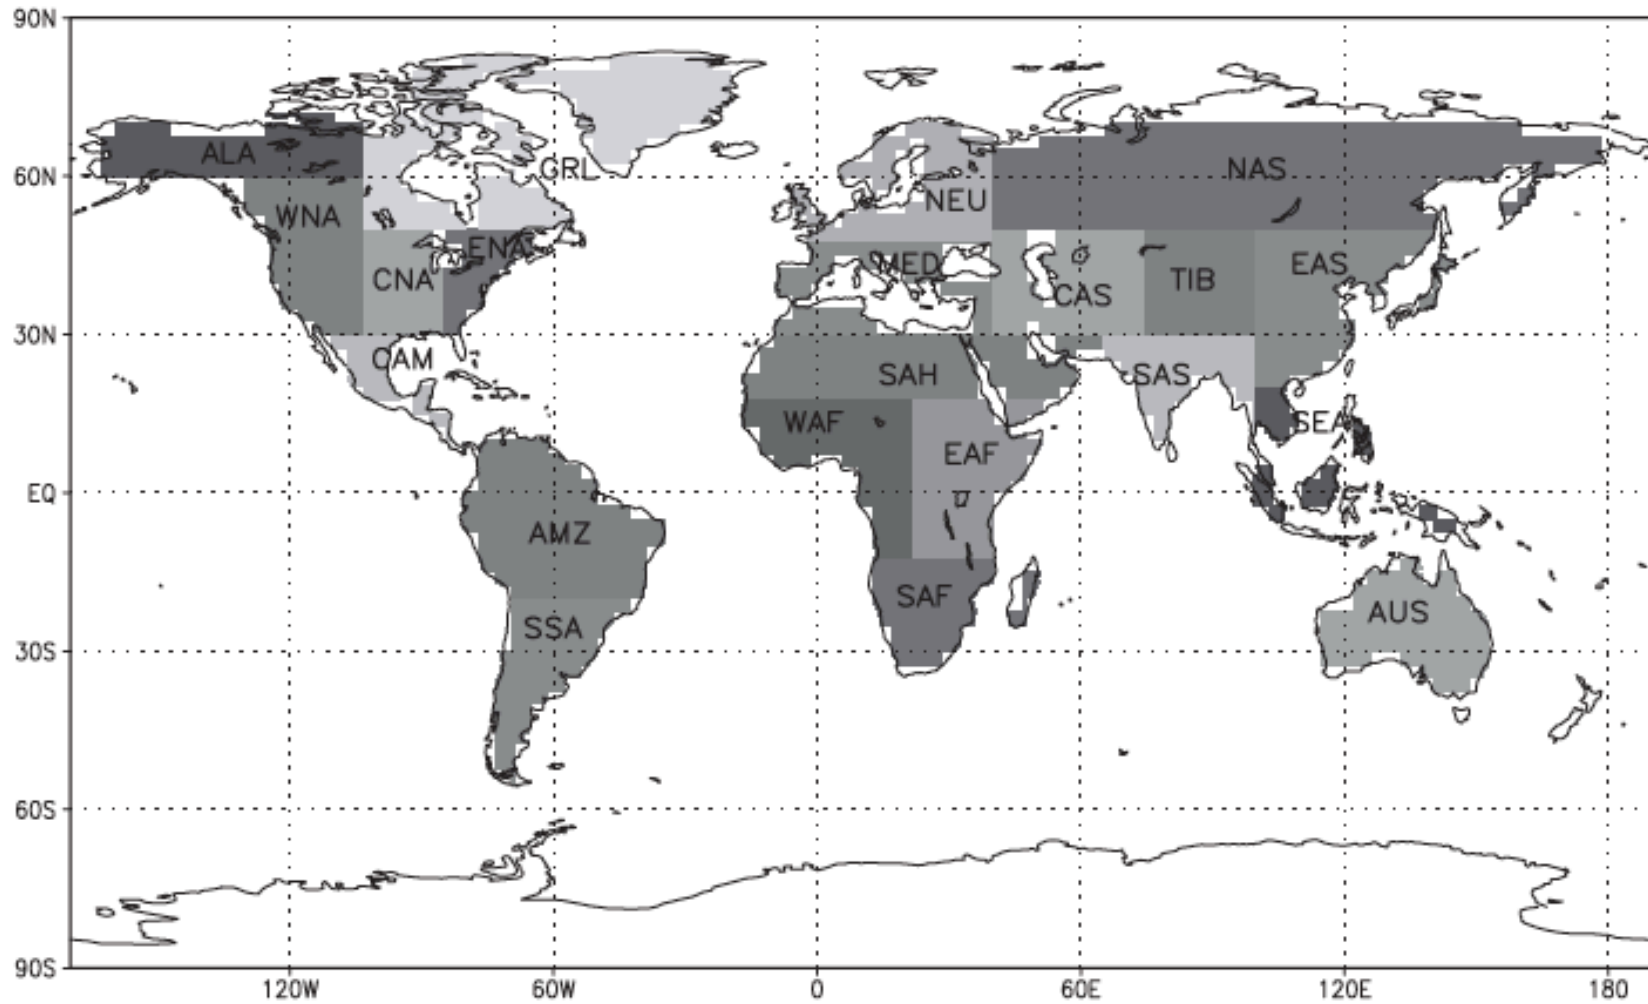 90N
ALA
GRL
NAS
60N
WNA
NEU
ENA
CNA
MED
CAS
TIB
EAS
30N
CAM
SAH
SAS
WAF
EAF
SEA
EQ
AMZ
SAF
SSA
AUS
30S
60S
90S
120W 60W 0 60E 120E 180